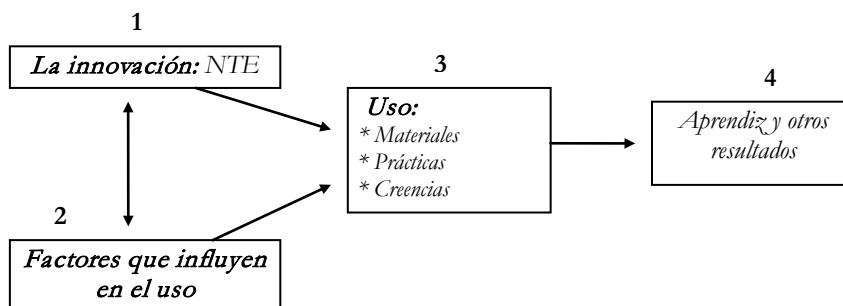 1
La innovación: NTE
2
Factores que influyen
en el uso
3
Uso:
* Materiales
* Prácticas
* Creencias
4
Aprendiz y otros
resultados